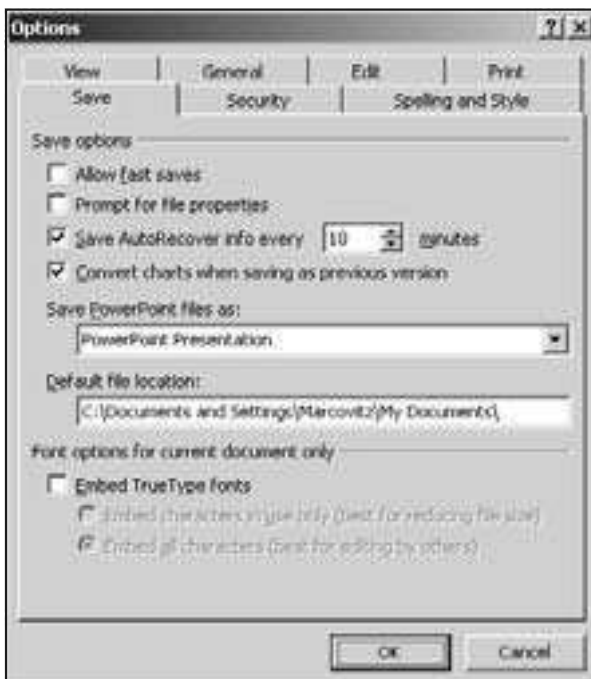 Options
View General Edit Print
Save Security Spelling and Style
Save options
Allow fast saves
Prompt for file properties
Save AutoRecover info every 10 minutes
Convert charts when saving as previous version
Save PowerPoint files as:
PowerPoint Presentation
Default file location:
C:\Documents and Settings\Marcovitz\My Documents\
Font options for current document only
Embed TrueType fonts
Embed characters in use only (best for reducing file size)
Embed all characters (best for editing by others)
OK Cancel